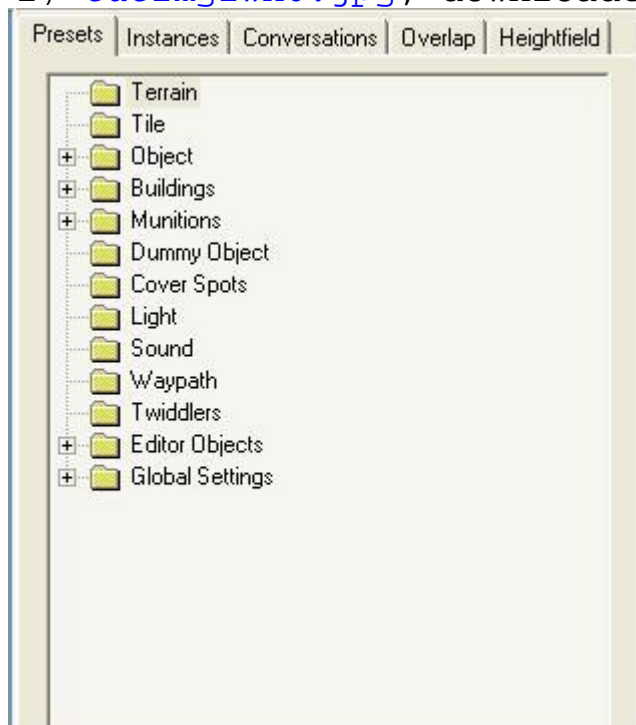 Presets Instances Conversations Overlap Heightfield
Terrain
Tile
Object
Buildings
Munitions
Dummy Object
Cover Spots
Light
Sound
Waypath
Twiddlers
Editor Objects
Global Settings